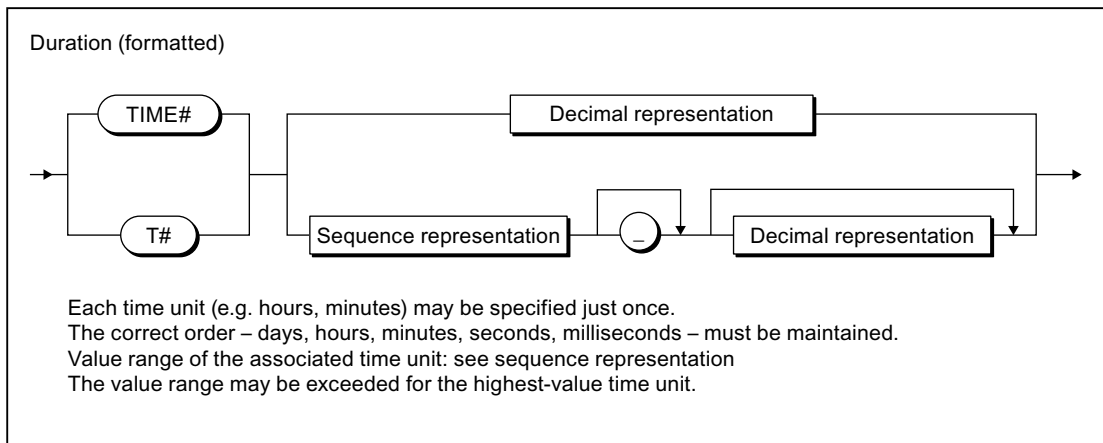 Duration (formatted)
TIME#
Decimal representation
T#
Sequence representation
_
Decimal representation
Each time unit (e.g. hours, minutes) may be specified just once.
The correct order – days, hours, minutes, seconds, milliseconds – must be maintained.
Value range of the associated time unit: see sequence representation
The value range may be exceeded for the highest-value time unit.